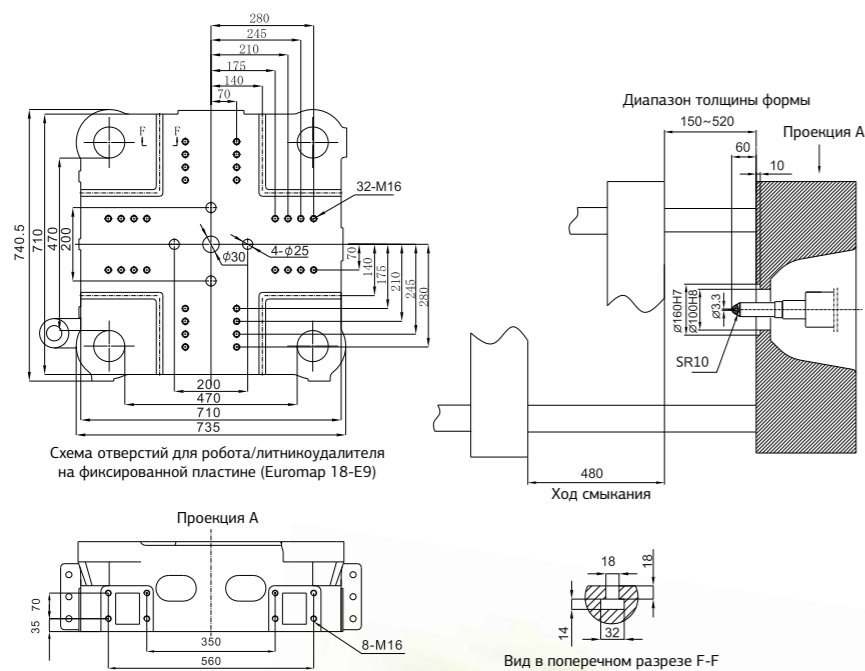 280
245
210
175
140
70
F
F
32-M16
740.5
710
470
200
ϕ30
4-ϕ25
70
140
175
210
245
280
200
470
710
735
Схема отверстий для робота/литникоудалителя
на фиксированной пластине (Euromap 18-E9)
Диапазон толщины формы
150~520
Проекция А
60
10
Ø160H7
Ø100H8
Ø3.3
SR10
480
Ход смыкания
Проекция А
70
35
350
560
8-M16
18
18
14
32
Вид в поперечном разрезе F-F